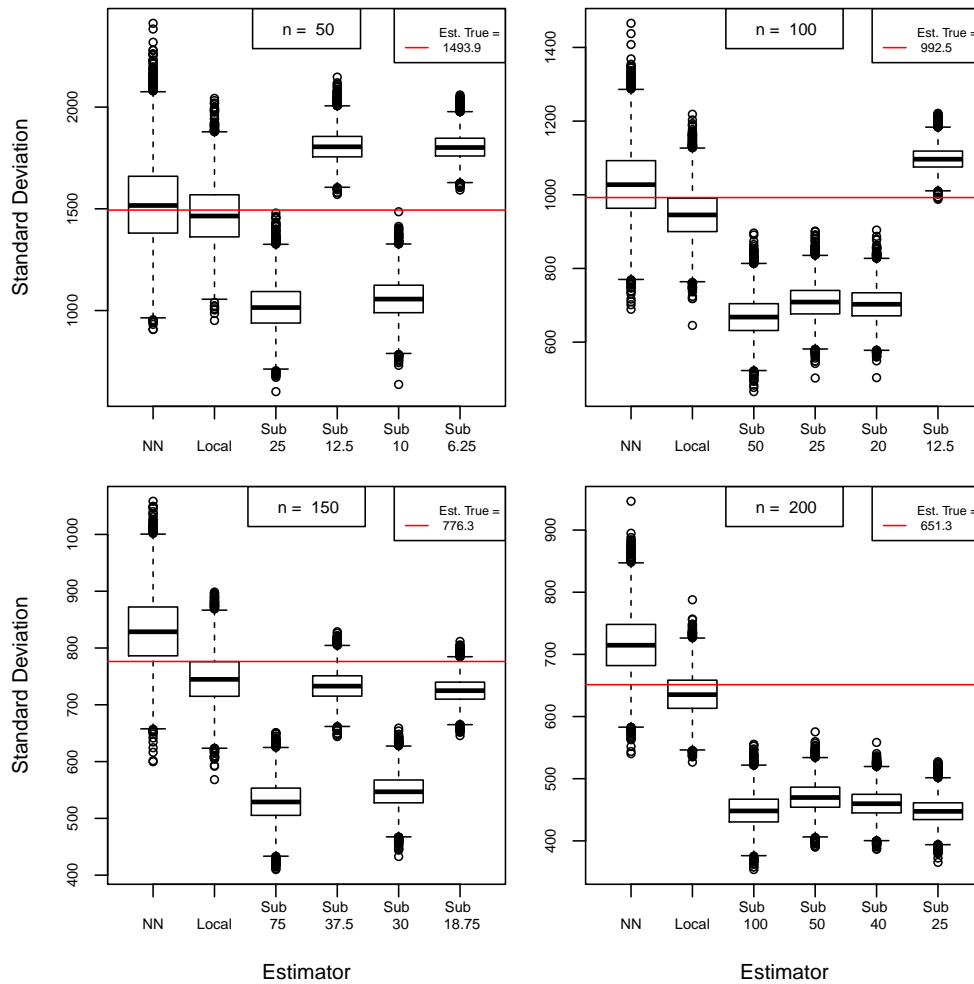 n = 50
Est. True =
1493.9
Standard Deviation
2000
1500
1000
NN
Local
Sub
25
Sub
12.5
Sub
10
Sub
6.25
n = 100
Est. True =
992.5
1400
1200
1000
800
600
NN
Local
Sub
50
Sub
25
Sub
20
Sub
12.5
n = 150
Est. True =
776.3
Standard Deviation
1000
900
800
700
600
500
400
NN
Local
Sub
75
Sub
37.5
Sub
30
Sub
18.75
Estimator
n = 200
Est. True =
651.3
900
800
700
600
500
400
NN
Local
Sub
100
Sub
50
Sub
40
Sub
25
Estimator